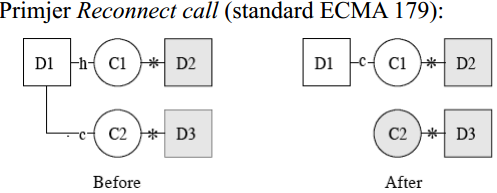 Primjer Reconnect call (standard ECMA 179):
D1 h C1 * D2 D1 c C1 * D2
c C2 * D3 C2 * D3
Before After